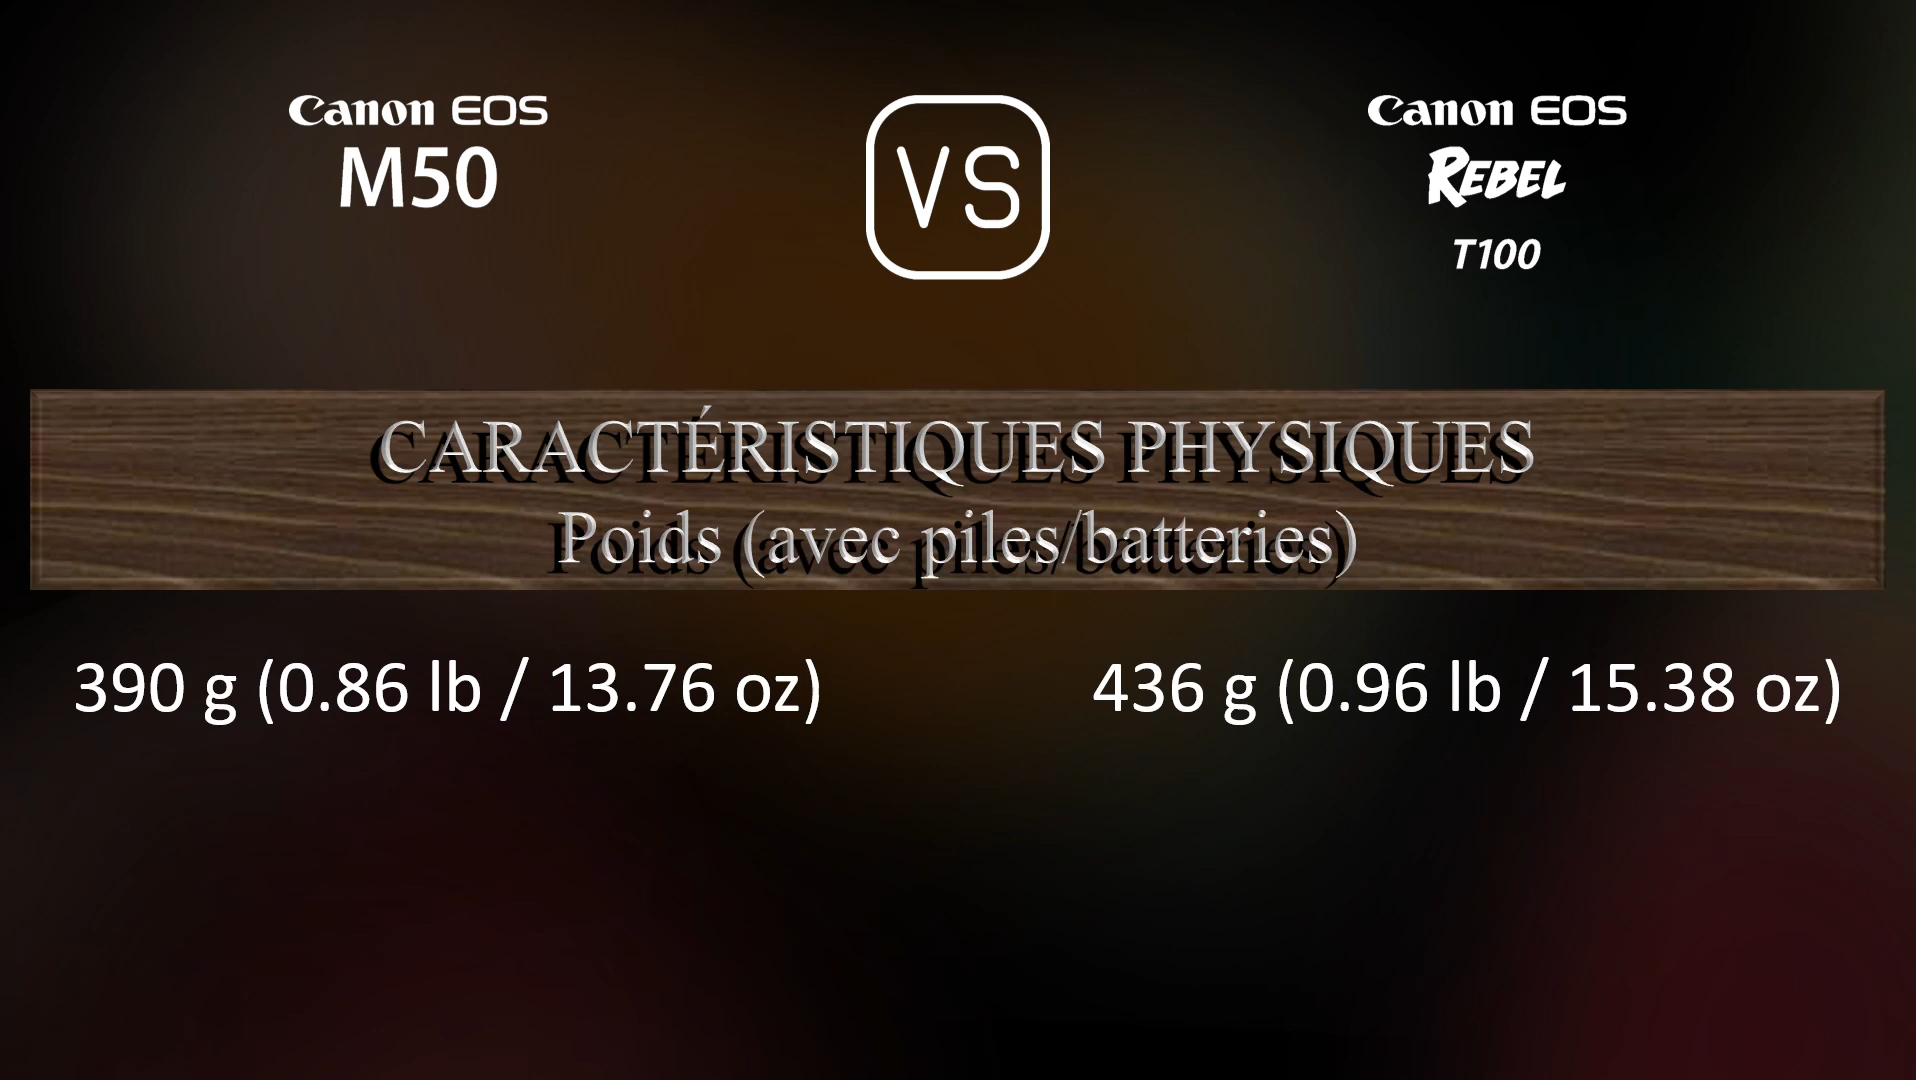 Canon EOS
M50
VS
Canon EOS
REBEL
T100
CARACTÉRISTIQUES PHYSIQUES
Poids (avec piles/batteries)
390 g (0.86 lb / 13.76 oz)
436 g (0.96 lb / 15.38 oz)